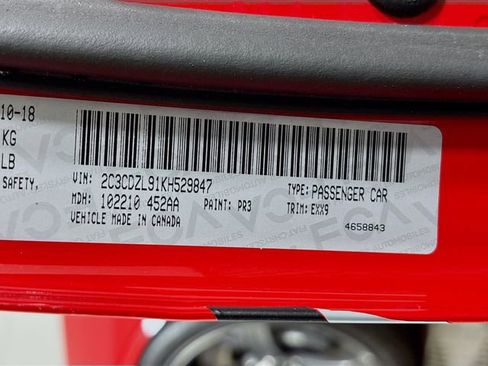 10-18
KG
LB
SAFETY,
VIN: 2C3CDZL91KH529847
TYPE: PASSENGER CAR
MDH: 102210 452AA PAINT: PR3 TRIM: EXX9
VEHICLE MADE IN CANADA
4658843